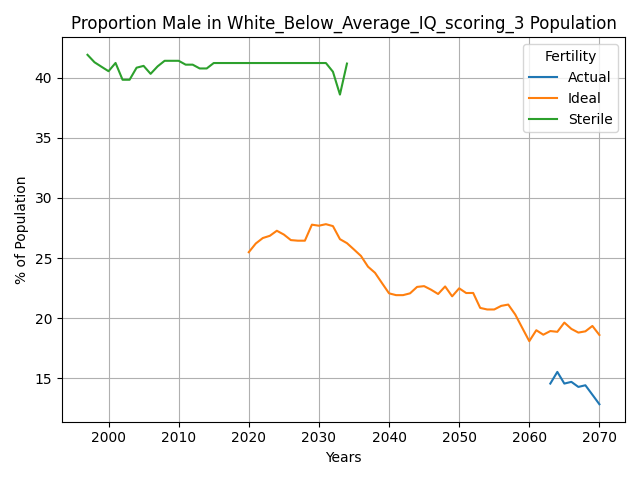 Proportion Male in White_Below_Average_IQ_scoring_3 Population
Fertility
Actual
Ideal
Sterile
% of Population
40
35
30
25
20
15
2000 2010 2020 2030 2040 2050 2060 2070
Years